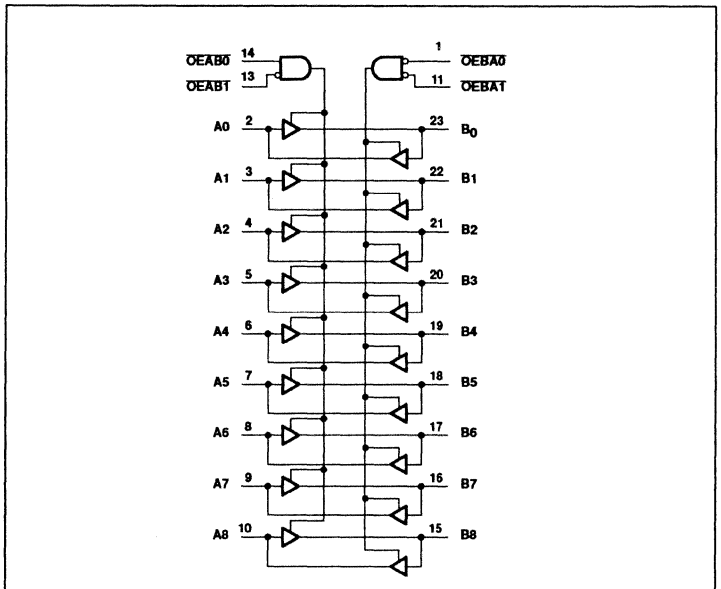 OEAB0 14 1 OEBA0
OEAB1 13 11 OEBA1
A0 2 23 B0
A1 3 22 B1
A2 4 21 B2
A3 5 20 B3
A4 6 19 B4
A5 7 18 B5
A6 8 17 B6
A7 9 16 B7
A8 10 15 B8